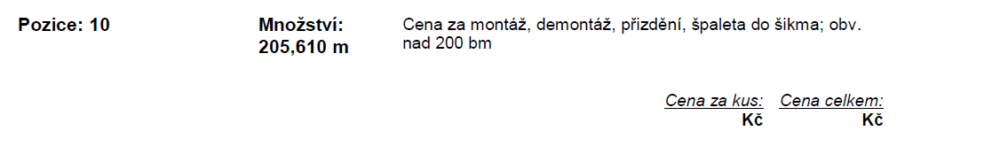 Pozice: 10
Množství:
205,610 m
Cena za montáž, demontáž, přizdění, špaleta do šikma; obv.
nad 200 bm
Cena za kus: Cena celkem:
Kč Kč